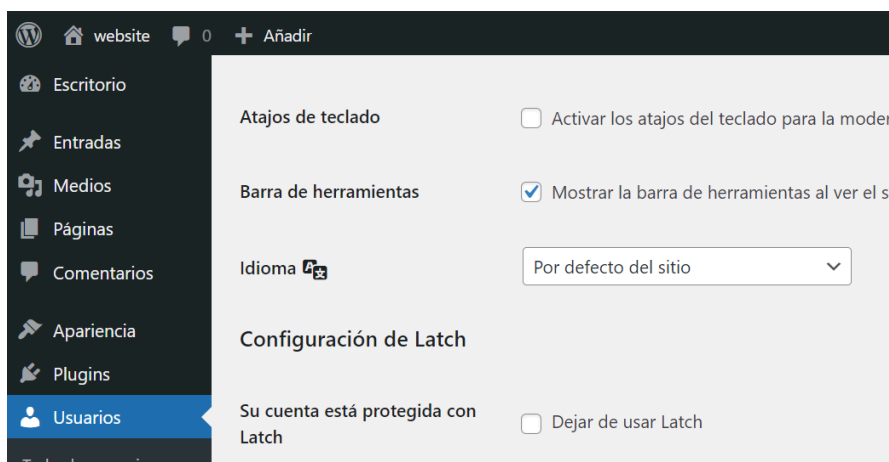 website 0 Añadir
Escritorio
Entradas
Medios
Páginas
Comentarios
Apariencia
Plugins
Usuarios
Atajos de teclado
Activar los atajos del teclado para la
Barra de herramientas
Mostrar la barra de herramientas al ver el
Idioma
Por defecto del sitio
Configuración de Latch
Su cuenta está protegida con
Latch
Dejar de usar Latch